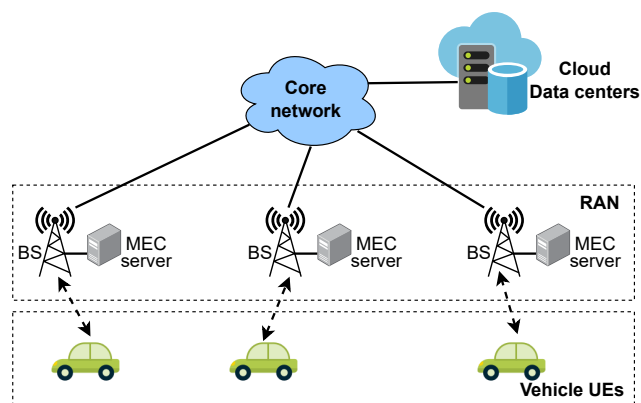 Core
network
Cloud
Data centers
RAN
BS
MEC
server
BS
MEC
server
BS
MEC
server
Vehicle UEs